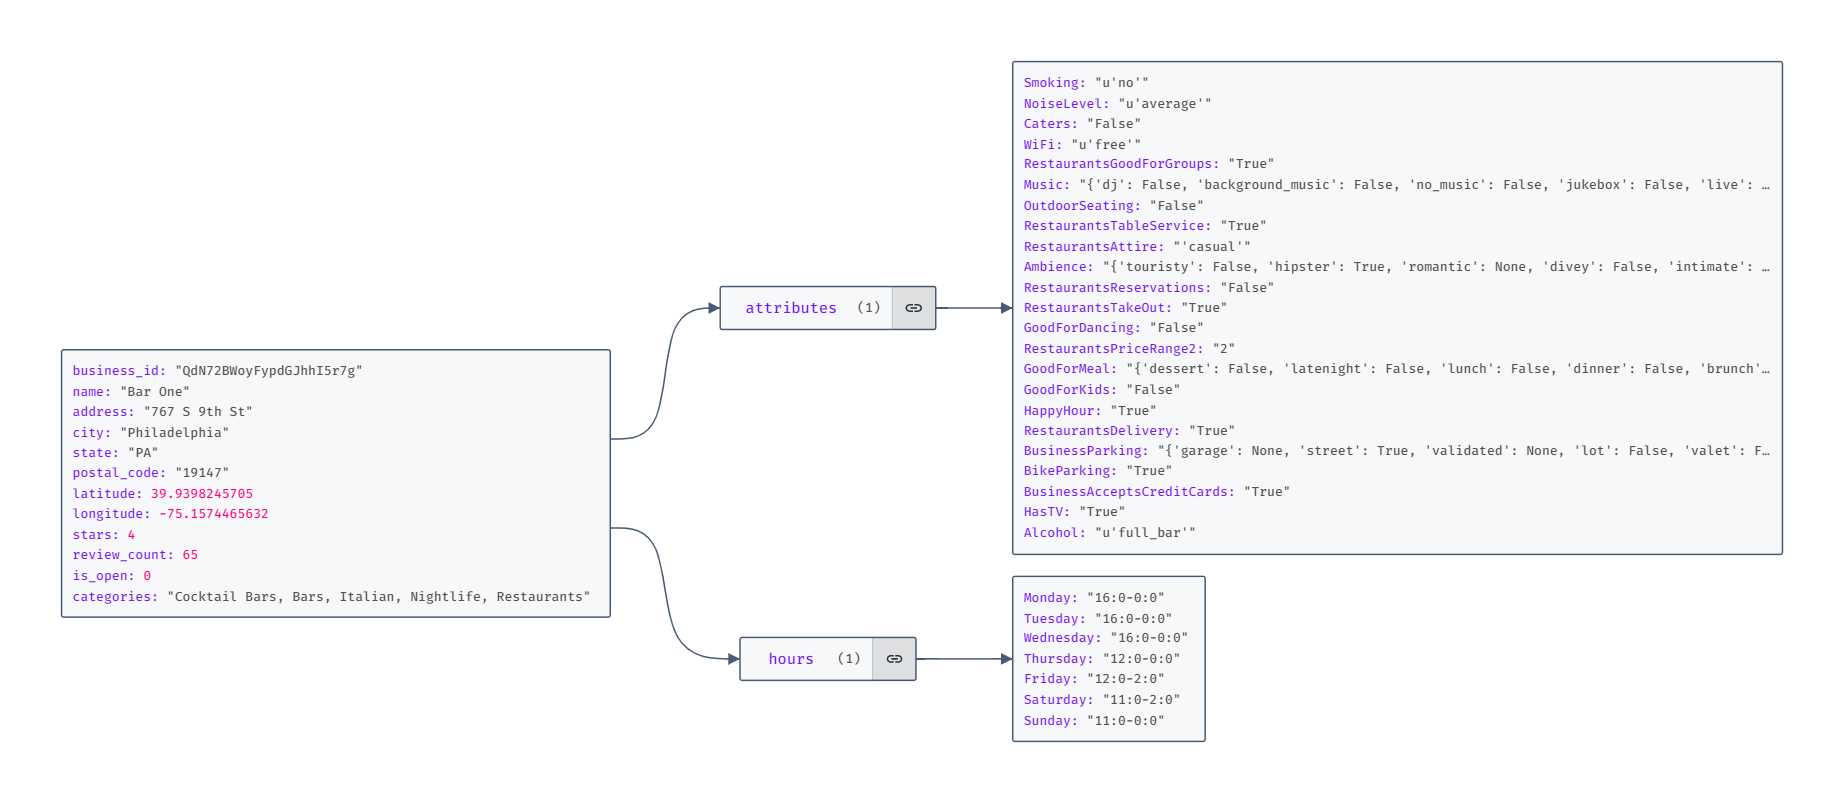 business_id: "QdN72BWoyFypdGJhhI5r7g"
name: "Bar One"
address: "767 S 9th St"
city: "Philadelphia"
state: "PA"
postal_code: "19147"
latitude: 39.9398245705
longitude: -75.1574465632
stars: 4
review_count: 65
is_open: 0
categories: "Cocktail Bars, Bars, Italian, Nightlife, Restaurants"
attributes (1)
Smoking: "u'no'"
NoiseLevel: "u'average'"
Caters: "False"
WiFi: "u'free'"
RestaurantsGoodForGroups: "True"
Music: "{'dj': False, 'background_music': False, 'no_music': False, 'jukebox': False, 'live': …
OutdoorSeating: "False"
RestaurantsTableService: "True"
RestaurantsAttire: "'casual'"
Ambience: "{'touristy': False, 'hipster': True, 'romantic': None, 'divey': False, 'intimate': …
RestaurantsReservations: "False"
RestaurantsTakeOut: "True"
GoodForDancing: "False"
RestaurantsPriceRange2: "2"
GoodForMeal: "{'dessert': False, 'latenight': False, 'lunch': False, 'dinner': False, 'brunch'…
GoodForKids: "False"
HappyHour: "True"
RestaurantsDelivery: "True"
BusinessParking: "{'garage': None, 'street': True, 'validated': None, 'lot': False, 'valet': F…
BikeParking: "True"
BusinessAcceptsCreditCards: "True"
HasTV: "True"
Alcohol: "u'full_bar'"
hours (1)
Monday: "16:0-0:0"
Tuesday: "16:0-0:0"
Wednesday: "16:0-0:0"
Thursday: "12:0-0:0"
Friday: "12:0-2:0"
Saturday: "11:0-2:0"
Sunday: "11:0-0:0"